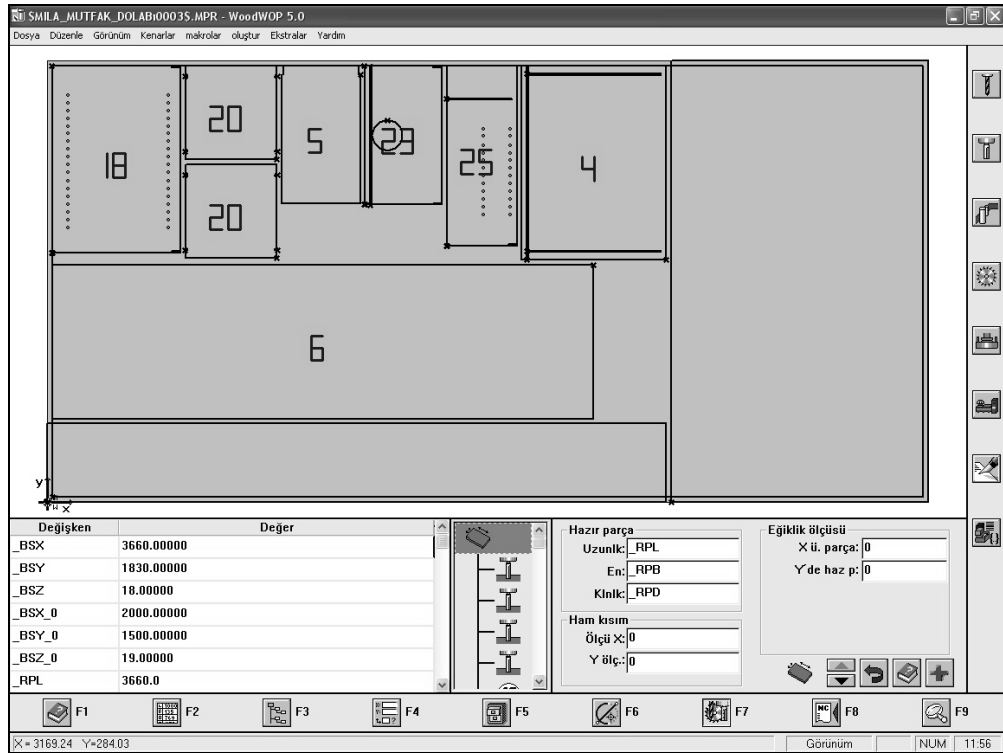 SMILA_MUTFAK_DOLABı0003S.MPR - WoodWOP 5.0
Dosya Düzenle Görünüm Kenarlar makrolar oluştur Ekstralar Yardım
18 20 5 23 25 4
20
6
Y
W X
Değişken Değer
_BSX 3660.00000
_BSY 1830.00000
_BSZ 18.00000
_BSX_0 2000.00000
_BSY_0 1500.00000
_BSZ_0 19.00000
_RPL 3660.0
Hazır parça
Uzunlk: _RPL
En: _RPB
Klnlk: _RPD
Ham kısım
Ölçü X: 0
Y ölç.: 0
Eğiklik ölçüsü
X ü. parça: 0
Y´de haz p: 0
F1 F2 F3 F4 F5 F6 F7 NC F8 F9
X = 3169.24 Y=284.03 Görünüm NUM 11:56